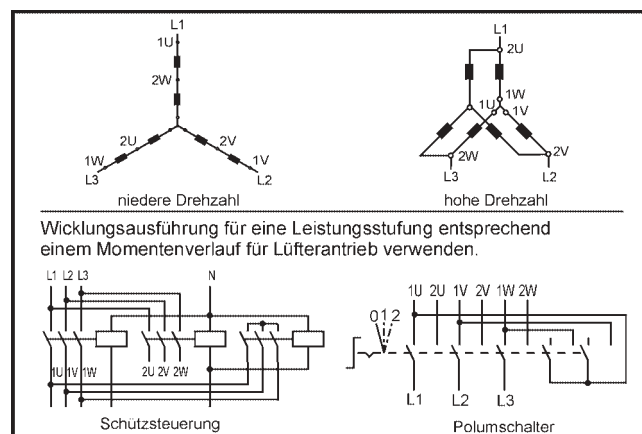 L1
1U
2W
2U
2V
1W
1V
L3
L2
niedere Drehzahl
L1
2U
1W
1U
1V
2W
2V
L3
L2
hohe Drehzahl
Wicklungsausführung für eine Leistungsstufung entsprechend
einem Momentenverlauf für Lüfterantrieb verwenden.
L1 L2 L3 N
1U 1V 1W 2U 2V 2W
Schützsteuerung
1U 2U 1V 2V 1W 2W
0 1 2
L1 L2 L3
Polumschalter